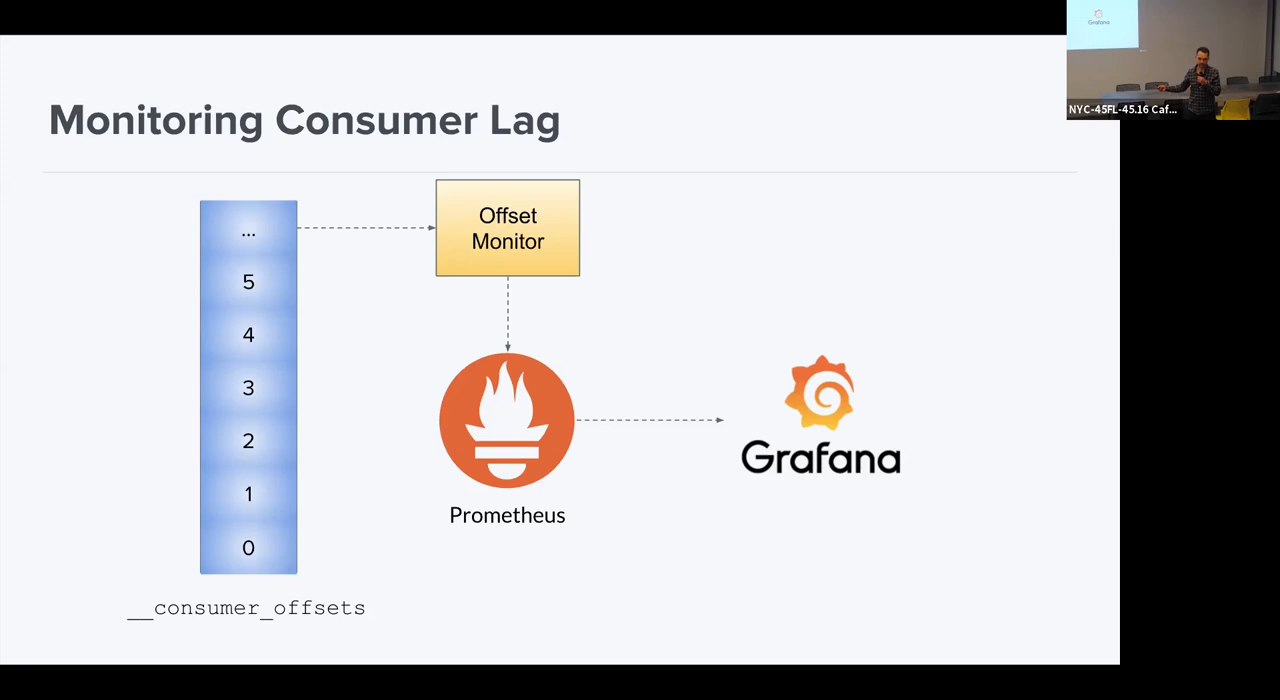 Monitoring Consumer Lag
Offset
Monitor
...
5
4
3
2
1
0
Prometheus
Grafana
__consumer_offsets
Grafana
NYC-45FL-45.16 Caf...